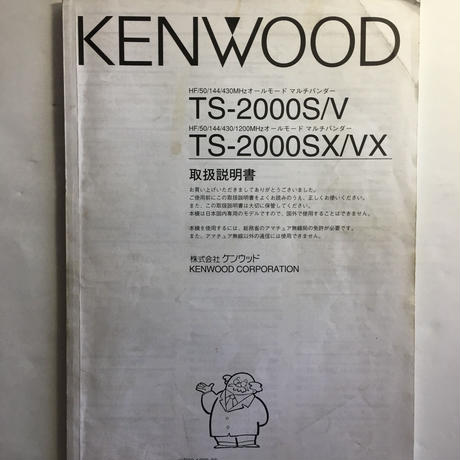 KENWOOD
HF/50/144/430MHzオールモード マルチバンダー
TS-2000S/V
HF/50/144/430/1200MHzオールモード マルチバンダー
TS-2000SX/VX
取扱説明書
お買い上げいただきましてありがとうございました。
ご使用前にこの取扱説明書をよくお読みのうえ、正しくお使いください。
また、この取扱説明書は大切に保管してください。
本機は日本国内専用のモデルですので、国外で使用することはできません。
本機を使用するには、総務省のアマチュア無線局の免許が必要です。
また、アマチュア無線以外の通信には使用できません。
株式会社 ケンウッド
KENWOOD CORPORATION